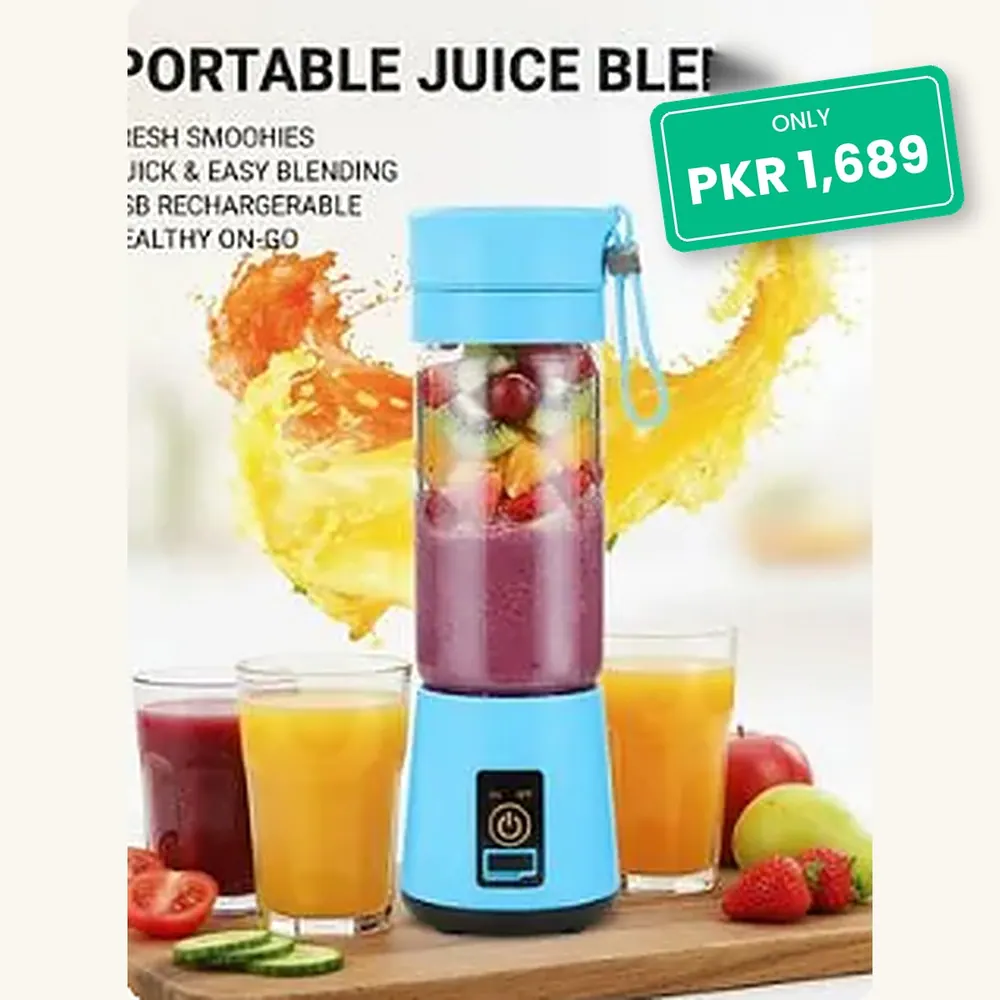 PORTABLE JUICE BLE
RESH SMOOHIES
UICK & EASY BLENDING
SB RECHARGERABLE
EALTHY ON-GO
ONLY
PKR 1,689